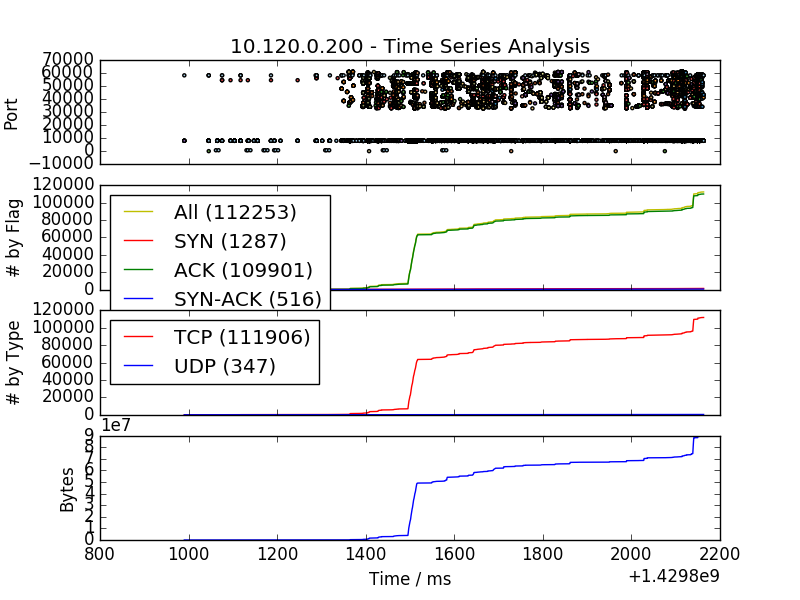 10.120.0.200 - Time Series Analysis
70000
60000
50000
40000
30000
20000
10000
0
−10000
Port
120000
100000
80000
60000
40000
20000
0
# by Flag
All (112253)
SYN (1287)
ACK (109901)
SYN-ACK (516)
120000
100000
80000
60000
40000
20000
0
# by Type
TCP (111906)
UDP (347)
1e7
9
8
7
6
5
4
3
2
1
0
Bytes
800
1000
1200
1400
1600
1800
2000
2200
Time / ms
+1.4298e9